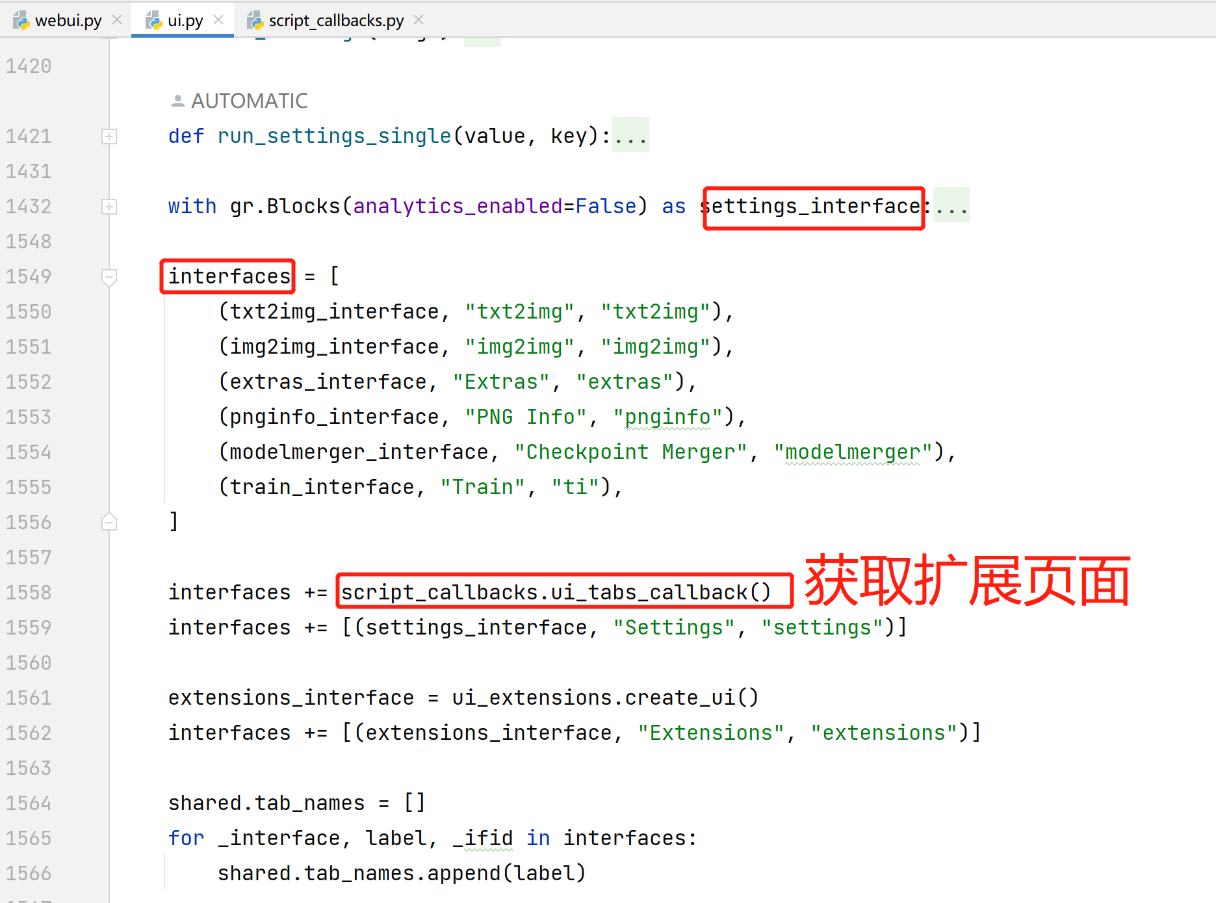 webui.py ui.py script_callbacks.py
1420
AUTOMATIC
1421 def run_settings_single(value, key):...
1431
1432 with gr.Blocks(analytics_enabled=False) as settings_interface:...
1548
1549 interfaces = [
1550 (txt2img_interface, "txt2img", "txt2img"),
1551 (img2img_interface, "img2img", "img2img"),
1552 (extras_interface, "Extras", "extras"),
1553 (pnginfo_interface, "PNG Info", "pnginfo"),
1554 (modelmerger_interface, "Checkpoint Merger", "modelmerger"),
1555 (train_interface, "Train", "ti"),
1556 ]
1557
1558 interfaces += script_callbacks.ui_tabs_callback() 获取扩展页面
1559 interfaces += [(settings_interface, "Settings", "settings")]
1560
1561 extensions_interface = ui_extensions.create_ui()
1562 interfaces += [(extensions_interface, "Extensions", "extensions")]
1563
1564 shared.tab_names = []
1565 for _interface, label, _ifid in interfaces:
1566 shared.tab_names.append(label)